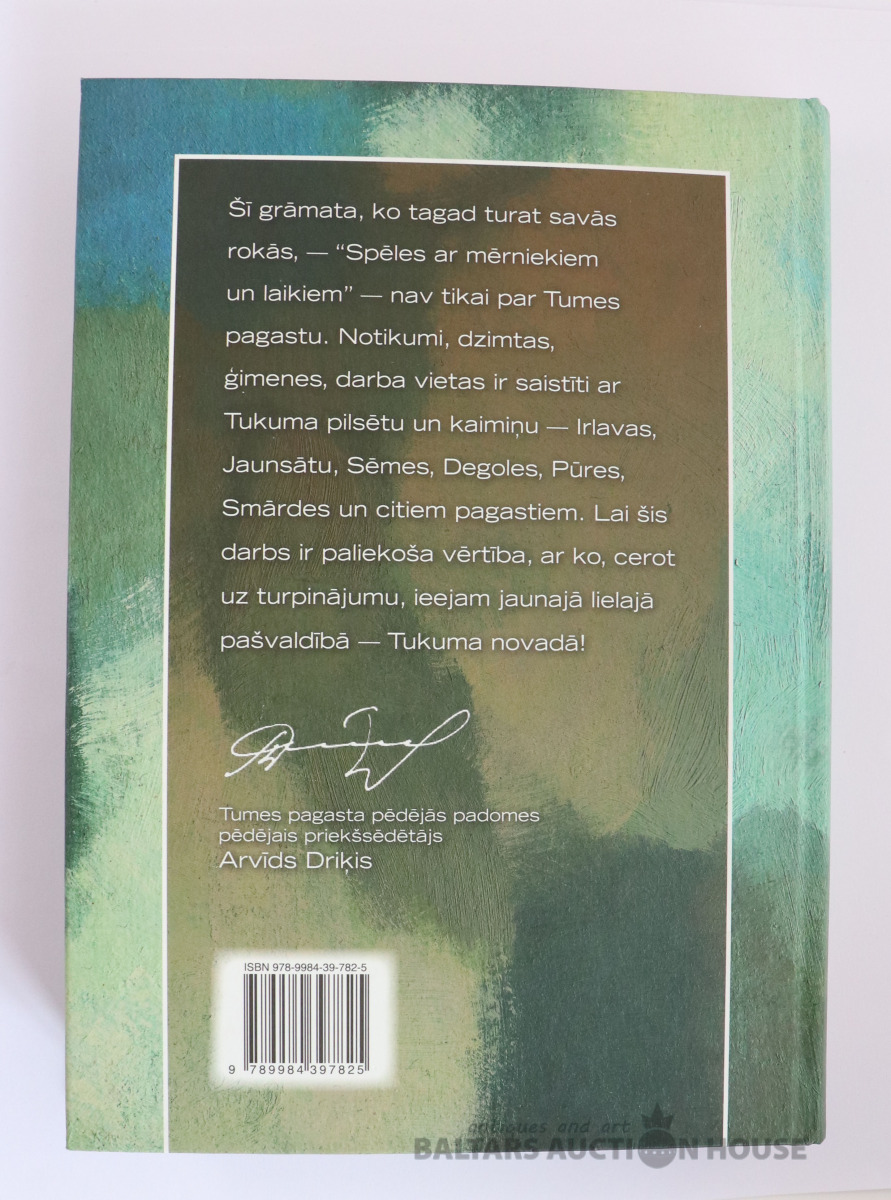 Šī grāmata, ko tagad turat savās
rokās, — “Spēles ar mērniekiem
un laikiem” — nav tikai par Tumes
pagastu. Notikumi, dzimtas,
ģimenes, darba vietas ir saistīti ar
Tukuma pilsētu un kaimiņu — Irlavas,
Jaunsātu, Sēmes, Degoles, Pūres,
Smārdes un citiem pagastiem. Lai šis
darbs ir paliekoša vērtība, ar ko, cerot
uz turpinājumu, ieejam jaunajā lielajā
pašvaldībā — Tukuma novadā!
Tumes pagasta pēdējās padomes
pēdējais priekšsēdētājs
Arvīds Driķis
ISBN 978-9984-39-782-5
9 789984 397825
antiques and art
BALTARS AUCTION HOUSE